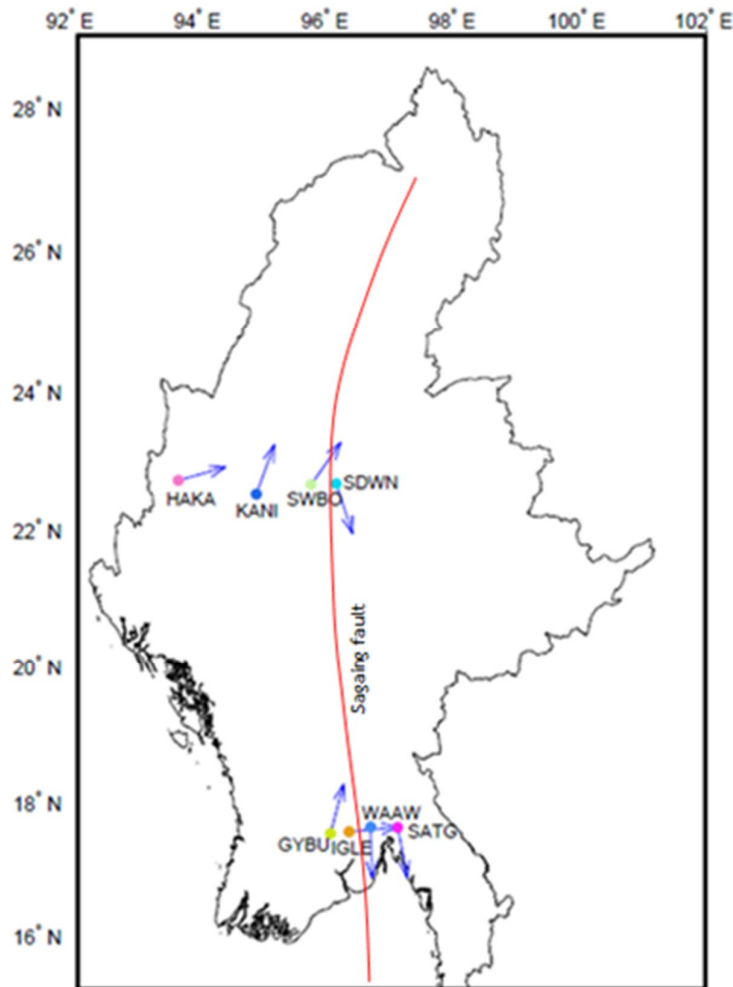 92° E 94° E 96° E 98° E 100° E 102° E
28° N
26° N
24° N
22° N
20° N
18° N
16° N
HAKA
KANI
SWBO
SDWN
Sagaing fault
GYBU
IGLE
WAAW
SATG